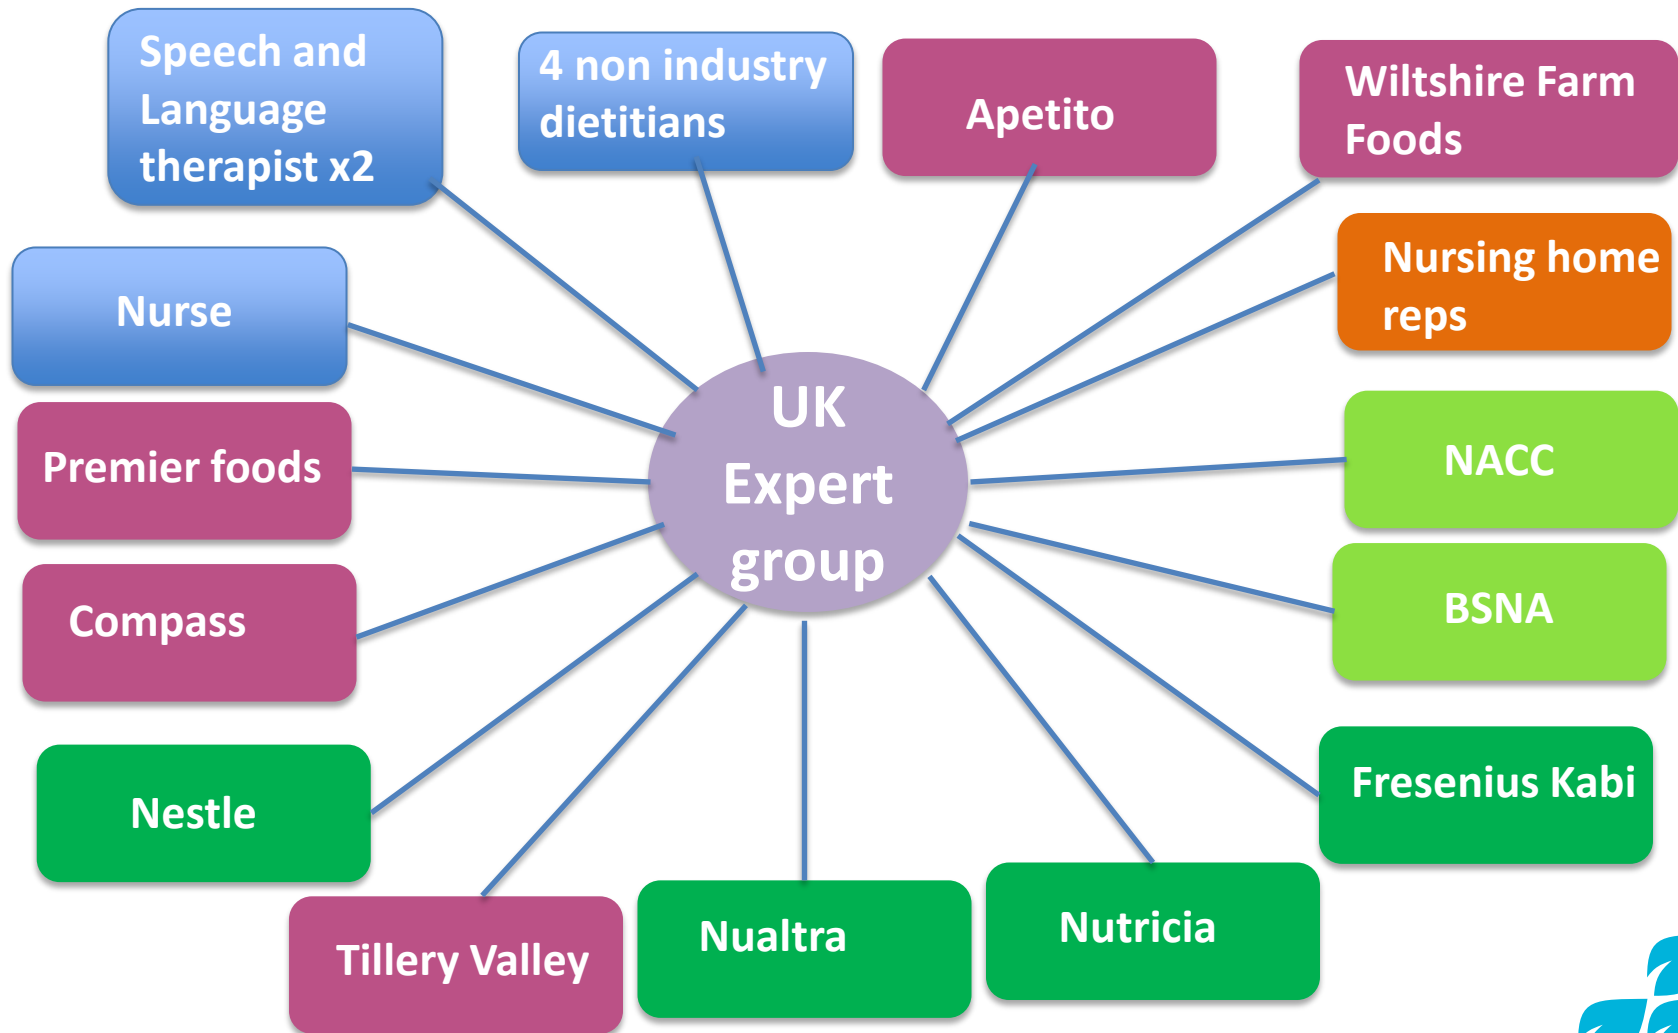 Speech and
Language
therapist x2
4 non industry
dietitians
Apetito
Wiltshire Farm
Foods
Nurse
Nursing home
reps
UK
Expert
group
Premier foods
NACC
Compass
BSNA
Nestle
Fresenius Kabi
Tillery Valley
Nualtra
Nutricia